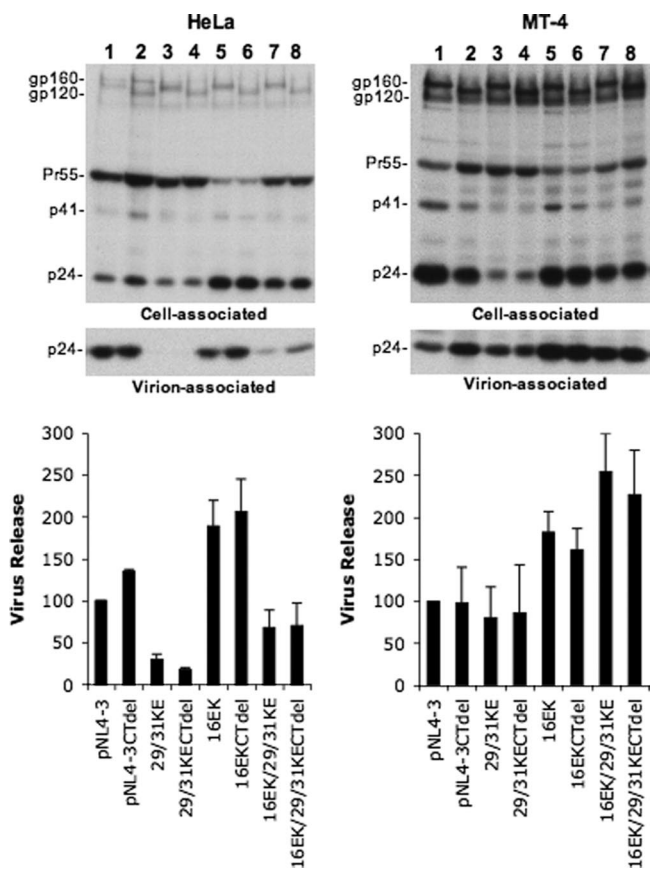 HeLa
1 2 3 4 5 6 7 8
gp160-
gp120-
Pr55-
p41-
p24-
Cell-associated
p24-
Virion-associated
300
250
200
150
100
50
0
Virus Release
pNL4-3
pNL4-3CTdel
29/31KE
29/31KECTdel
16EK
16EKCTdel
16EK/29/31KE
16EK/29/31KECTdel
MT-4
1 2 3 4 5 6 7 8
gp160-
gp120-
Pr55-
p41-
p24-
Cell-associated
p24-
Virion-associated
300
250
200
150
100
50
0
Virus Release
pNL4-3
pNL4-3CTdel
29/31KE
29/31KECTdel
16EK
16EKCTdel
16EK/29/31KE
16EK/29/31KECTdel